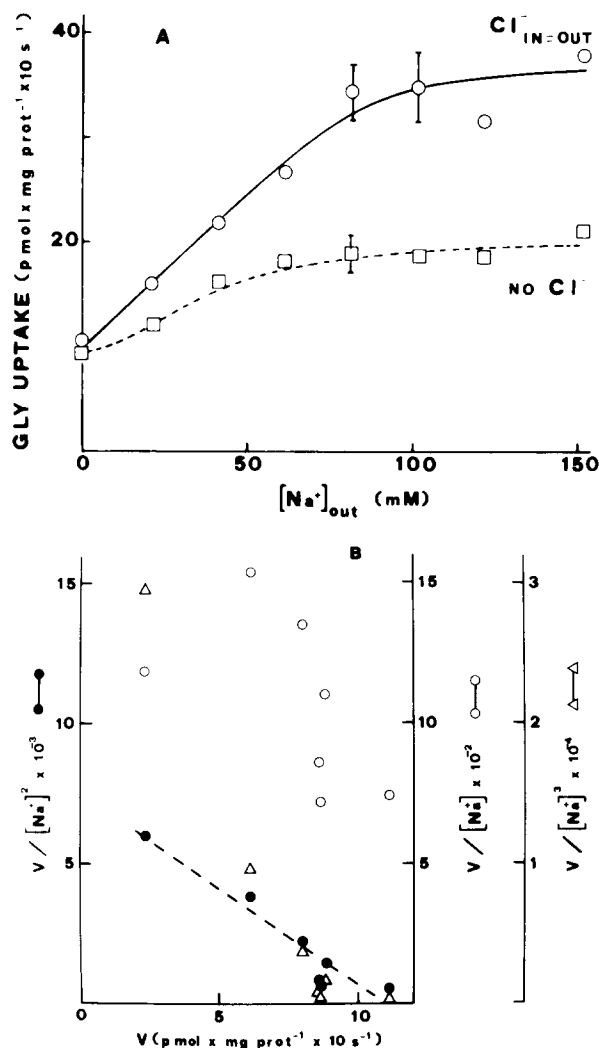 40
A
Cl⁻ IN=OUT
20
NO Cl⁻
GLY UPTAKE (pmol x mg prot⁻¹ x10 s⁻¹)
0
50
100
150
[Na⁺]out (mM)
B
15
10
5
0
V / [Na⁺]² x 10⁻³
15
10
5
V / [Na⁺] x 10⁻²
3
2
1
V / [Na⁺]³ x 10⁻⁴
5
10
V (pmol x mg prot⁻¹ x 10 s⁻¹)